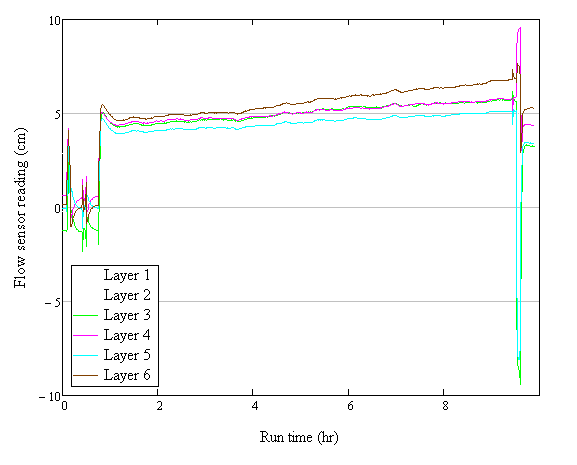 10
5
0
− 5
− 10
Flow sensor reading (cm)
Layer 1
Layer 2
Layer 3
Layer 4
Layer 5
Layer 6
0 2 4 6 8
Run time (hr)